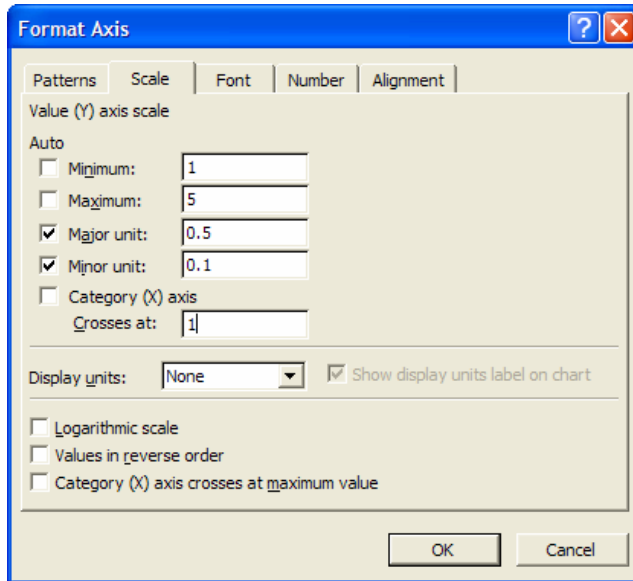 Format Axis
Patterns Scale Font Number Alignment
Value (Y) axis scale
Auto
Minimum: 1
Maximum: 5
Major unit: 0.5
Minor unit: 0.1
Category (X) axis
Crosses at: 1
Display units: None Show display units label on chart
Logarithmic scale
Values in reverse order
Category (X) axis crosses at maximum value
OK Cancel